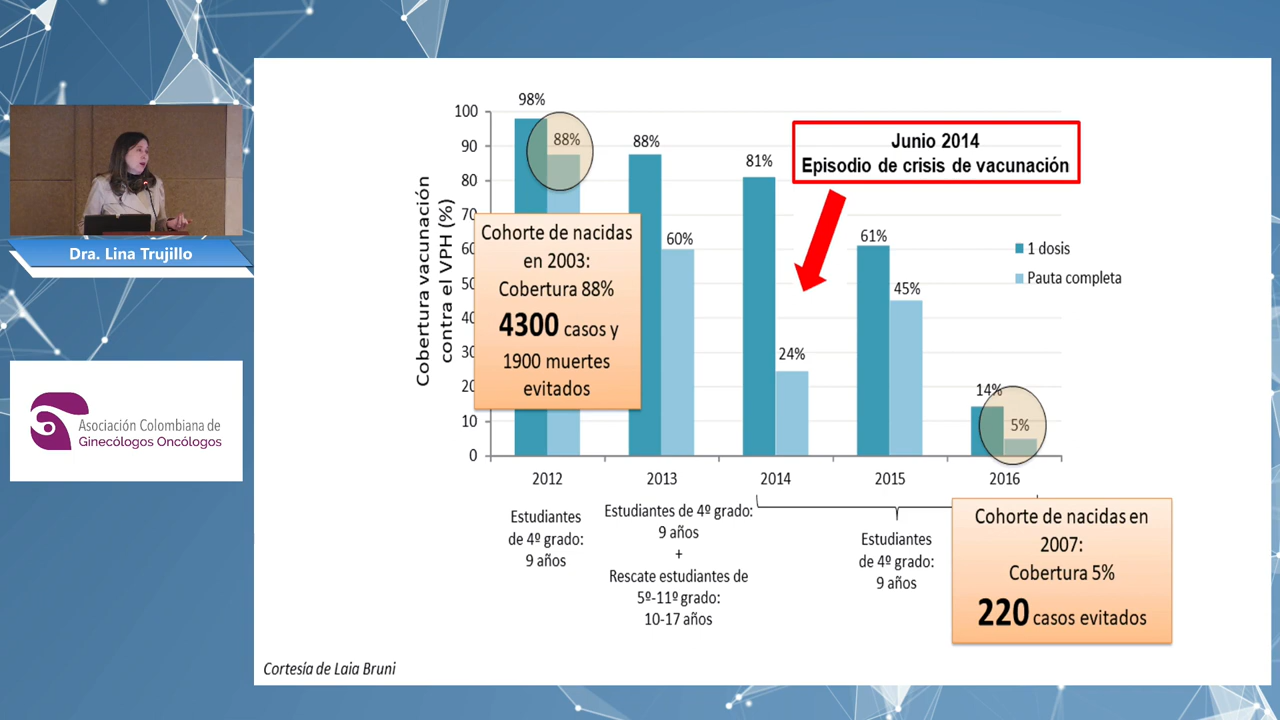 Dra. Lina Trujillo
Asociación Colombiana de
Ginecólogos Oncólogos
Cobertura vacunación
contra el VPH (%)
100
90
80
70
60
50
40
30
20
10
0
98%
88%
88%
60%
81%
24%
61%
45%
14%
5%
Junio 2014
Episodio de crisis de vacunación
1 dosis
Pauta completa
Cohorte de nacidas
en 2003:
Cobertura 88%
4300 casos y
1900 muertes
evitados
2012
2013
2014
2015
2016
Estudiantes
de 4º grado:
9 años
Estudiantes de 4º grado:
9 años
+
Rescate estudiantes de
5º-11º grado:
10-17 años
Estudiantes
de 4º grado:
9 años
Cohorte de nacidas en
2007:
Cobertura 5%
220 casos evitados
Cortesía de Laia Bruni